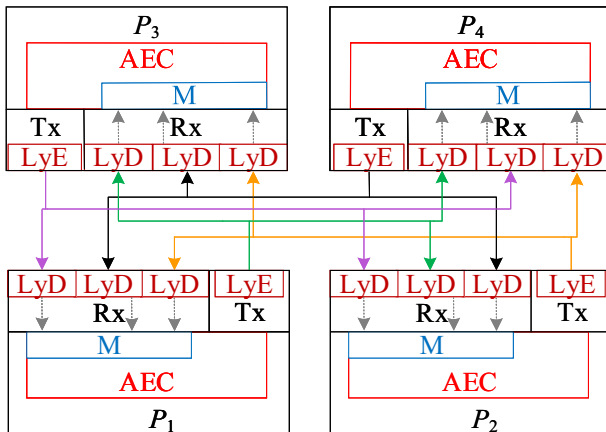 P3 P4
AEC AEC
M M
Tx Rx Tx Rx
LyE LyD LyD LyD LyE LyD LyD LyD
LyD LyD LyD LyE LyD LyD LyD LyE
Rx Tx Rx Tx
M M
AEC AEC
P1 P2